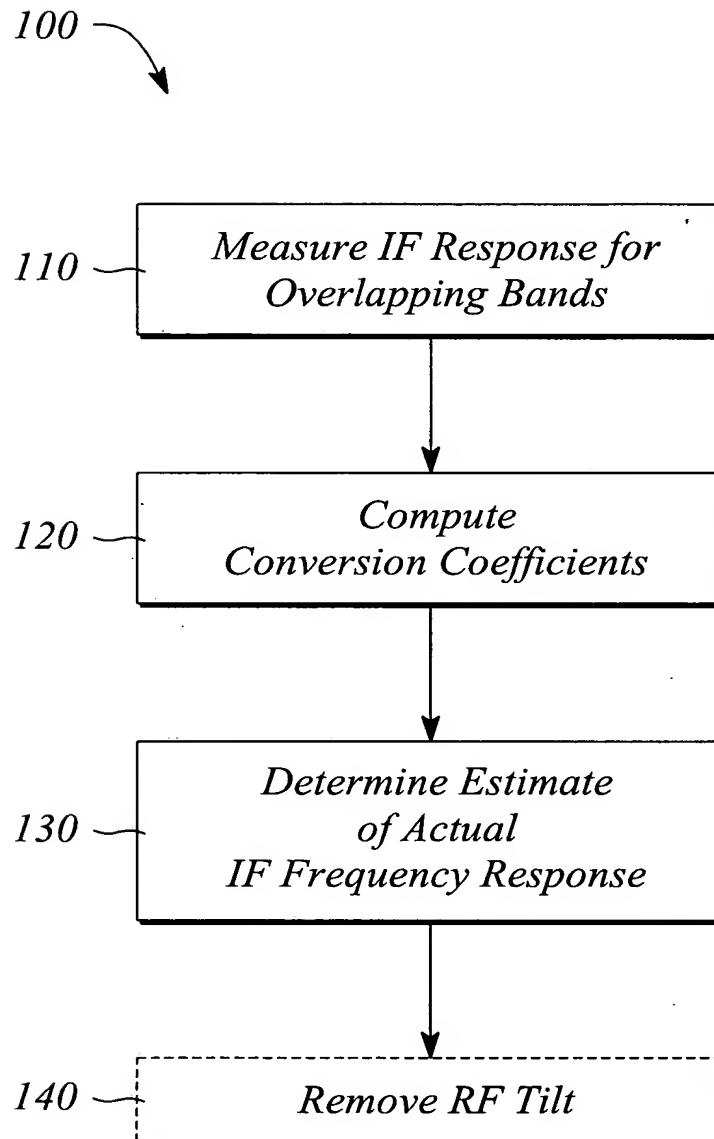 100
110
Measure IF Response for
Overlapping Bands
120
Compute
Conversion Coefficients
130
Determine Estimate
of Actual
IF Frequency Response
140
Remove RF Tilt